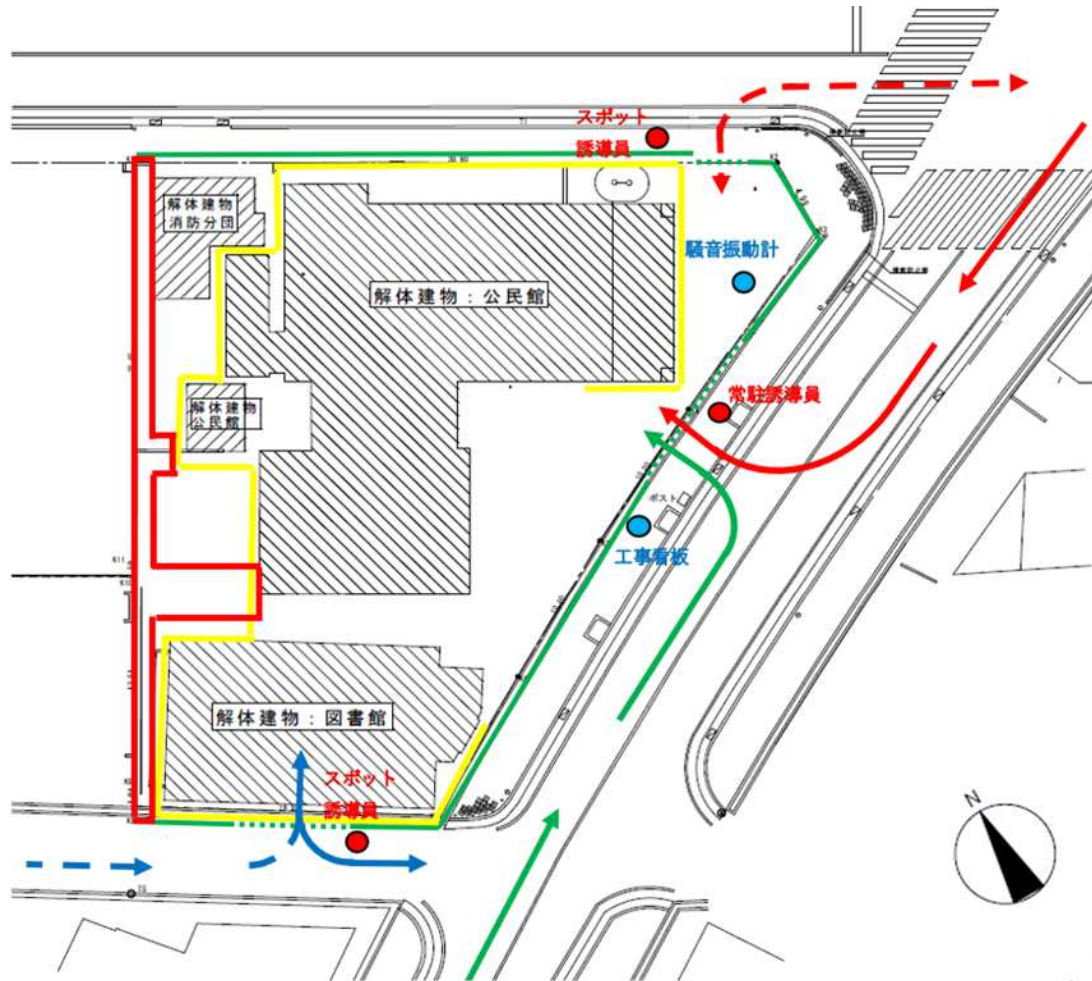 スポット
誘導員
解体建物
消防分団
騒音振動計
解体建物：公民館
常駐誘導員
解体建物
公民館
ポスト
工事看板
解体建物：図書館
スポット
誘導員
N